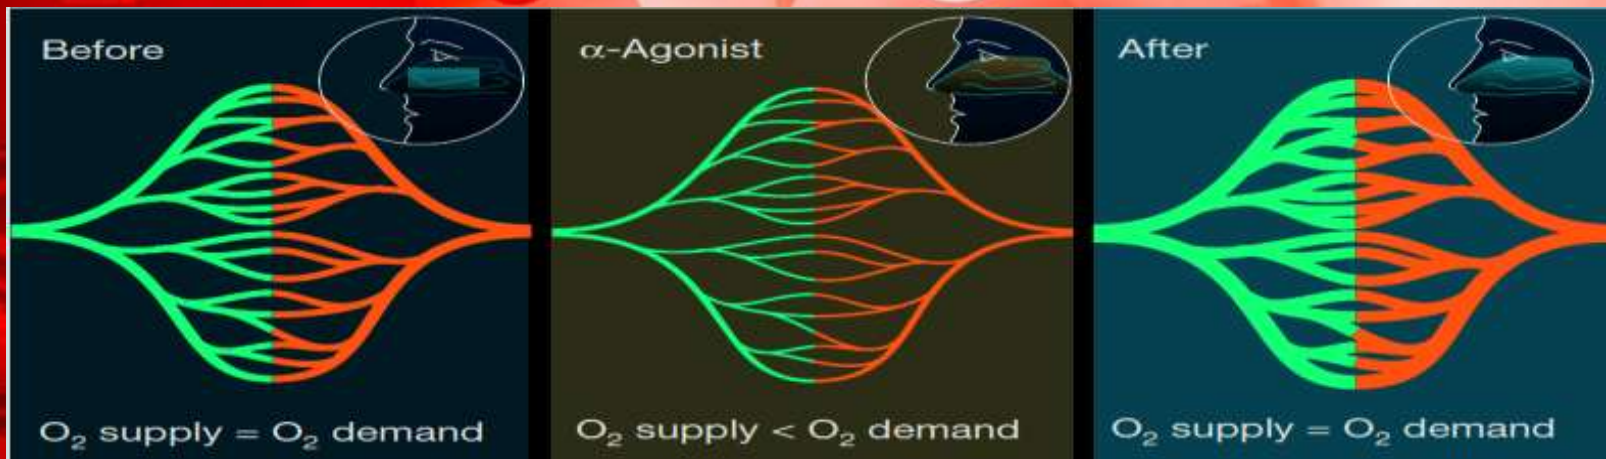 Before
O₂ supply = O₂ demand
α-Agonist
O₂ supply < O₂ demand
After
O₂ supply = O₂ demand